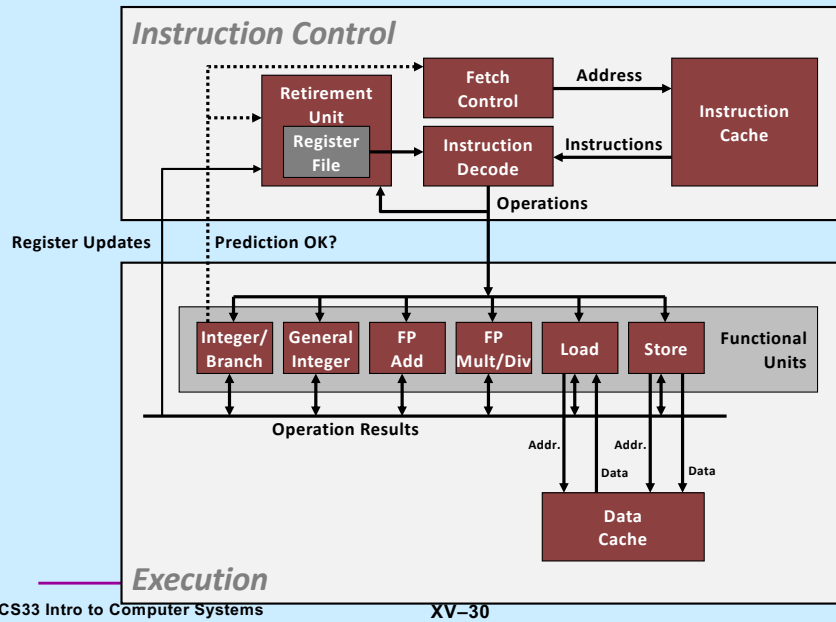 Instruction Control
Fetch
Control
Address
Instruction
Cache
Retirement
Unit
Register
File
Instruction
Decode
Instructions
Operations
Register Updates
Prediction OK?
Integer/
Branch
General
Integer
FP
Add
FP
Mult/Div
Load
Store
Functional
Units
Operation Results
Addr.
Addr.
Data
Data
Data
Cache
Execution
CS33 Intro to Computer Systems
XV–30